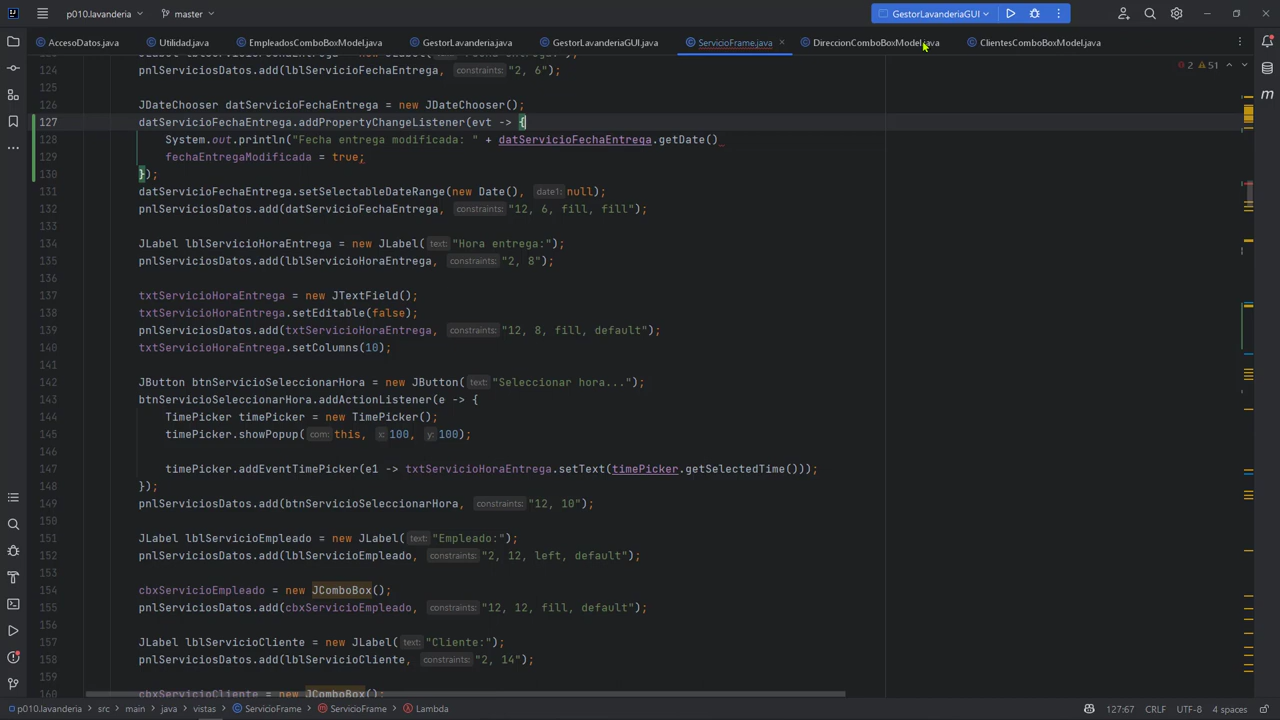 p010.lavanderia
master
GestorLavanderiaGUI
AccesoDatos.java
Utilidad.java
EmpleadosComboBoxModel.java
GestorLavanderia.java
GestorLavanderiaGUI.java
ServicioFrame.java
DireccionComboBoxModel.java
ClientesComboBoxModel.java
2 51
124 pnlServiciosDatos.add(lblServicioFechaEntrega, constraints: "2, 6");
125
126 JDateChooser datServicioFechaEntrega = new JDateChooser();
127 datServicioFechaEntrega.addPropertyChangeListener(evt -> {
128 System.out.println("Fecha entrega modificada: " + datServicioFechaEntrega.getDate()
129 fechaEntregaModificada = true;
130 });
131 datServicioFechaEntrega.setSelectableDateRange(new Date(), date1: null);
132 pnlServiciosDatos.add(datServicioFechaEntrega, constraints: "12, 6, fill, fill");
133
134 JLabel lblServicioHoraEntrega = new JLabel( text: "Hora entrega:");
135 pnlServiciosDatos.add(lblServicioHoraEntrega, constraints: "2, 8");
136
137 txtServicioHoraEntrega = new JTextField();
138 txtServicioHoraEntrega.setEditable(false);
139 pnlServiciosDatos.add(txtServicioHoraEntrega, constraints: "12, 8, fill, default");
140 txtServicioHoraEntrega.setColumns(10);
141
142 JButton btnServicioSeleccionarHora = new JButton( text: "Seleccionar hora...");
143 btnServicioSeleccionarHora.addActionListener(e -> {
144 TimePicker timePicker = new TimePicker();
145 timePicker.showPopup( com: this, x: 100, y: 100);
146
147 timePicker.addEventTimePicker(e1 -> txtServicioHoraEntrega.setText(timePicker.getSelectedTime()));
148 });
149 pnlServiciosDatos.add(btnServicioSeleccionarHora, constraints: "12, 10");
150
151 JLabel lblServicioEmpleado = new JLabel( text: "Empleado:");
152 pnlServiciosDatos.add(lblServicioEmpleado, constraints: "2, 12, left, default");
153
154 cbxServicioEmpleado = new JComboBox();
155 pnlServiciosDatos.add(cbxServicioEmpleado, constraints: "12, 12, fill, default");
156
157 JLabel lblServicioCliente = new JLabel( text: "Cliente:");
158 pnlServiciosDatos.add(lblServicioCliente, constraints: "2, 14");
159
160 cbxServicioCliente = new JComboBox();
p010.lavanderia > src > main > java > vistas > ServicioFrame > ServicioFrame > Lambda
127:67 CRLF UTF-8 4 spaces